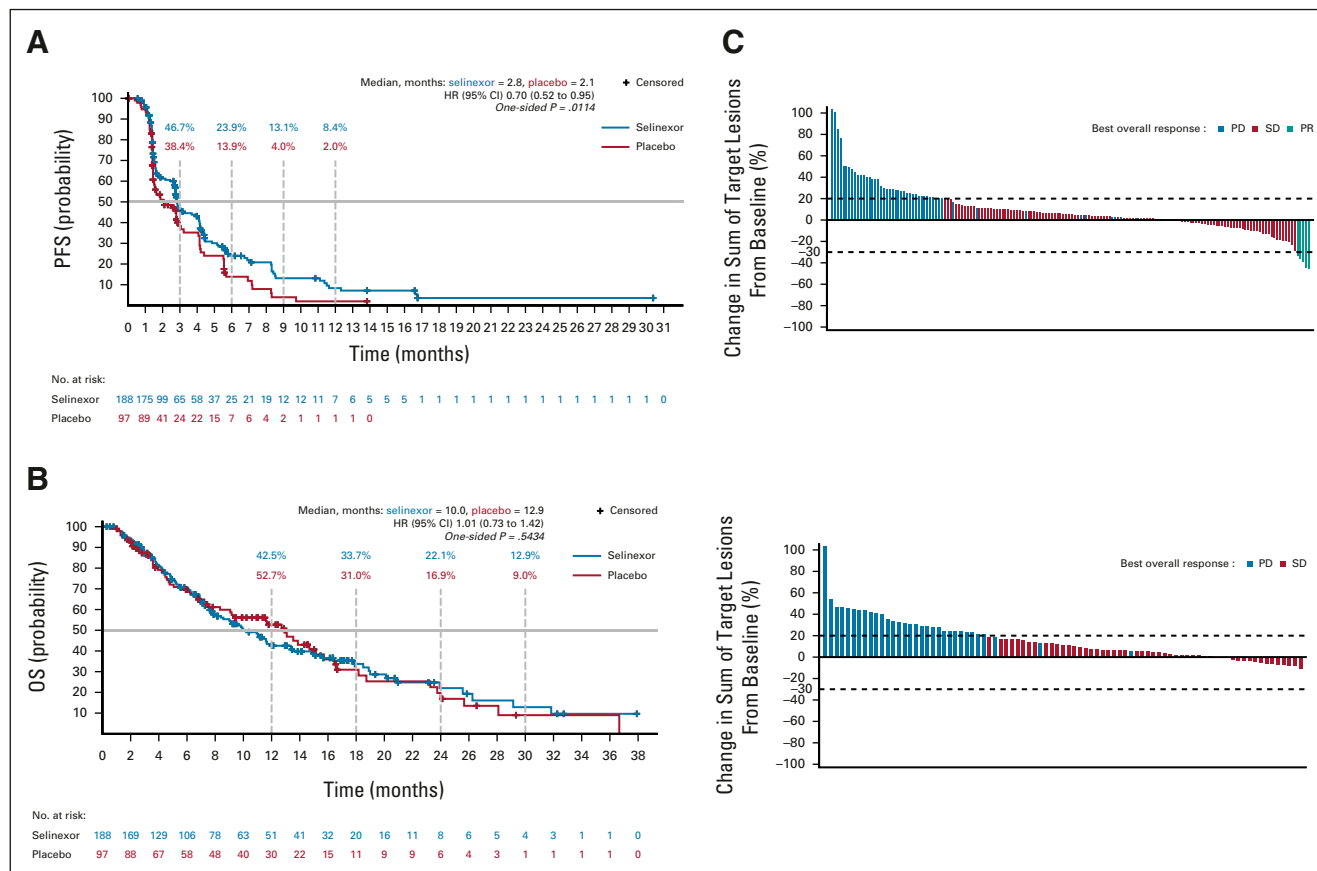 A
Median, months: selinexor = 2.8, placebo = 2.1
HR (95% CI) 0.70 (0.52 to 0.95)
One-sided P = .0114
Censored
Selinexor
Placebo
46.7% 23.9% 13.1% 8.4%
38.4% 13.9% 4.0% 2.0%
PFS (probability)
100
90
80
70
60
50
40
30
20
10
0 1 2 3 4 5 6 7 8 9 10 11 12 13 14 15 16 17 18 19 20 21 22 23 24 25 26 27 28 29 30 31
Time (months)
No. at risk:
Selinexor 188 175 99 65 58 37 25 21 19 12 12 11 7 6 5 5 5 1 1 1 1 1 1 1 1 1 1 1 1 1 1 0
Placebo 97 89 41 24 22 15 7 6 4 2 1 1 1 1 0
B
Median, months: selinexor = 10.0, placebo = 12.9
HR (95% CI) 1.01 (0.73 to 1.42)
One-sided P = .5434
Censored
Selinexor
Placebo
42.5% 33.7% 22.1% 12.9%
52.7% 31.0% 16.9% 9.0%
OS (probability)
100
90
80
70
60
50
40
30
20
10
0 2 4 6 8 10 12 14 16 18 20 22 24 26 28 30 32 34 36 38
Time (months)
No. at risk:
Selinexor 188 169 129 106 78 63 51 41 32 20 16 11 8 6 5 4 3 1 1 0
Placebo 97 88 67 58 48 40 30 22 15 11 9 9 6 4 3 1 1 1 1 0
C
Change in Sum of Target Lesions
From Baseline (%)
100
80
60
40
20
0
−20
−30
−40
−60
−80
−100
Best overall response : PD SD PR
Change in Sum of Target Lesions
From Baseline (%)
100
80
60
40
20
0
−20
−30
−40
−60
−80
−100
Best overall response : PD SD